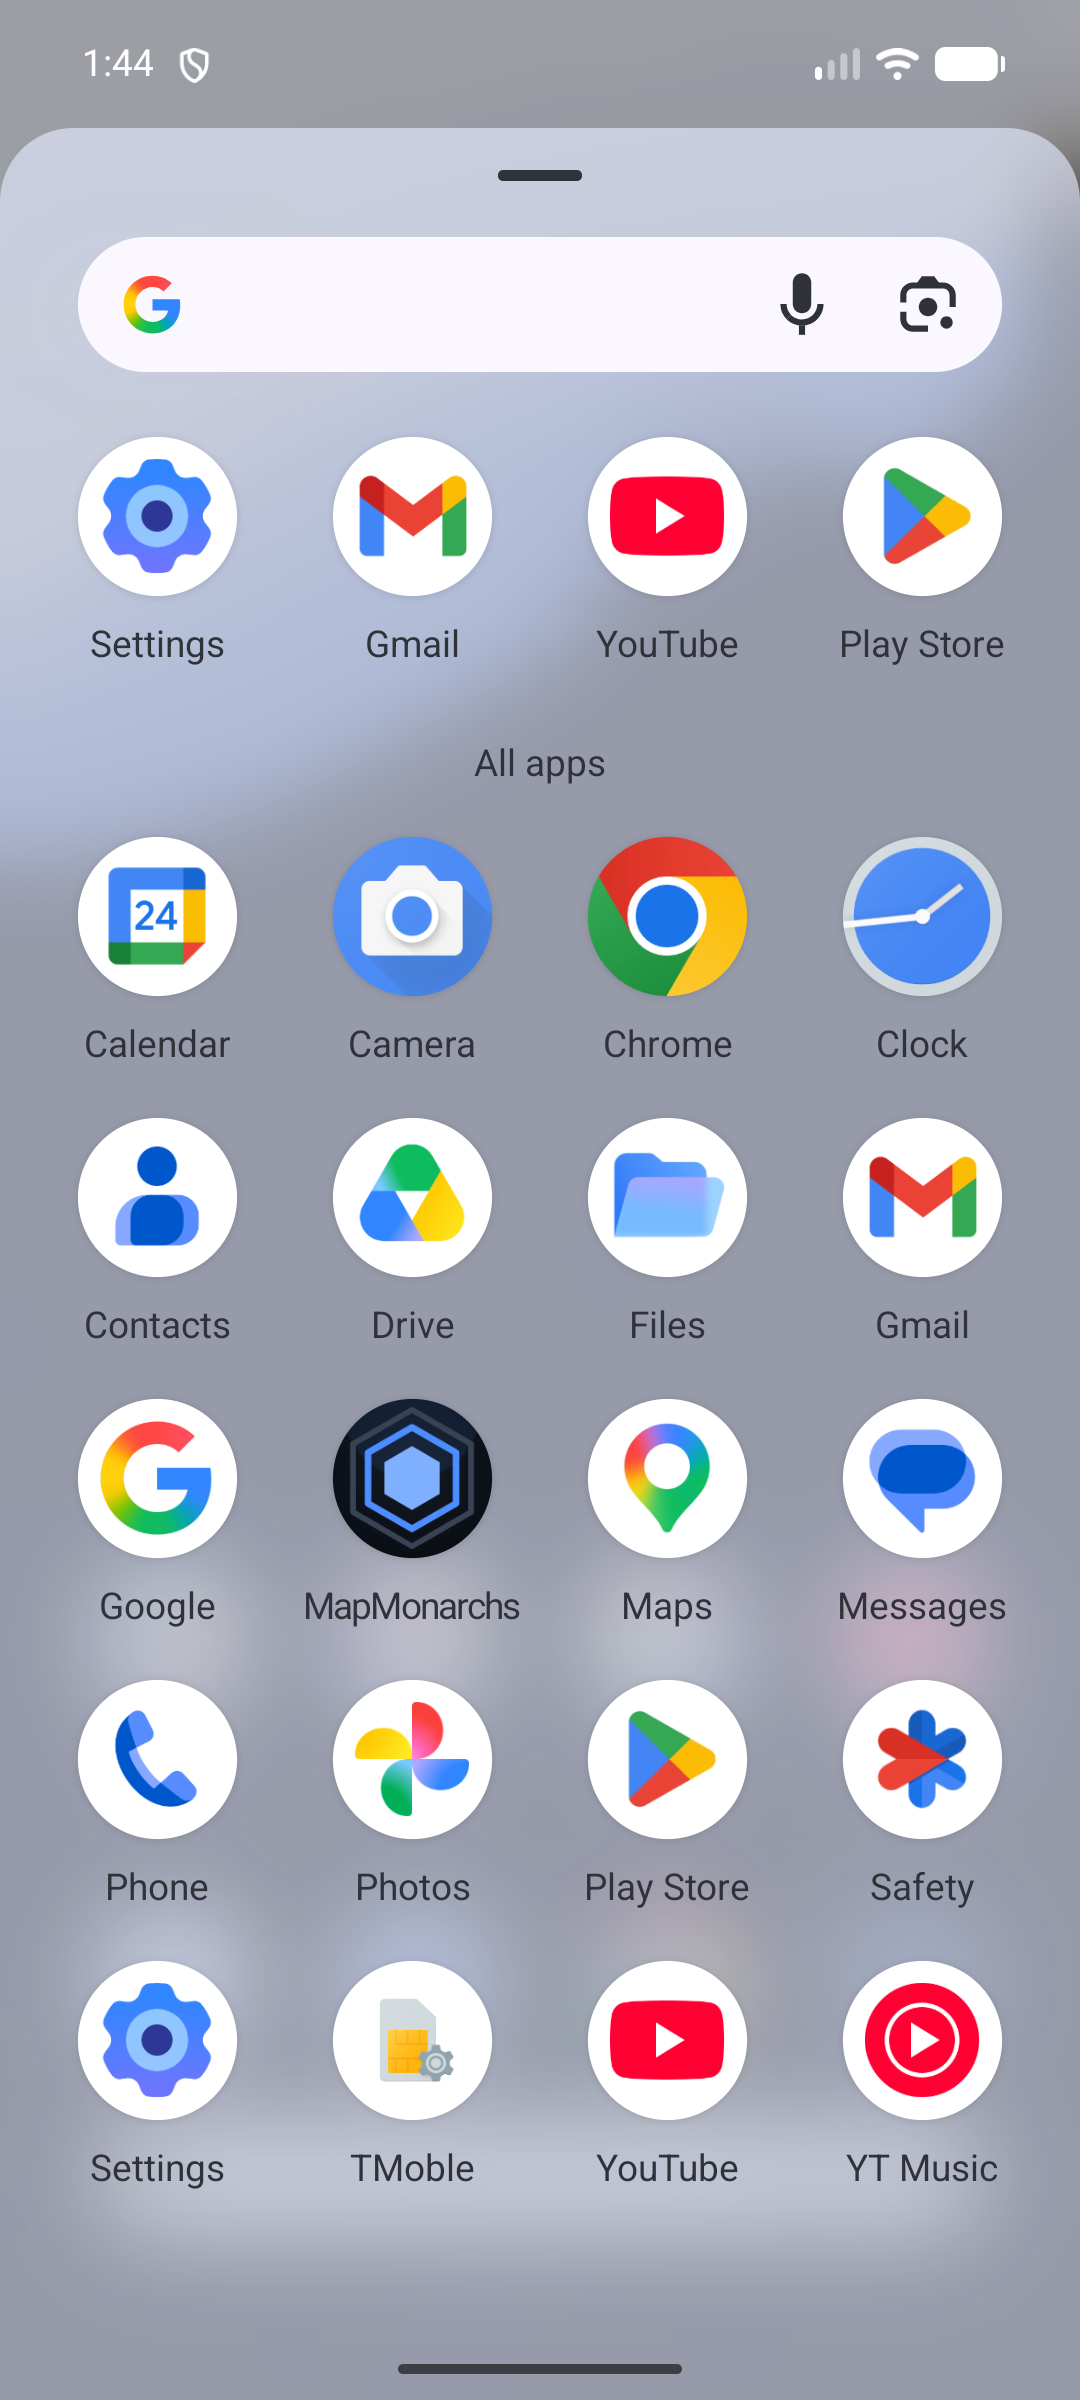 1:44
Settings
Gmail
YouTube
Play Store
All apps
24
Calendar
Camera
Chrome
Clock
Contacts
Drive
Files
Gmail
Google
MapMonarchs
Maps
Messages
Phone
Photos
Play Store
Safety
Settings
TMoble
YouTube
YT Music